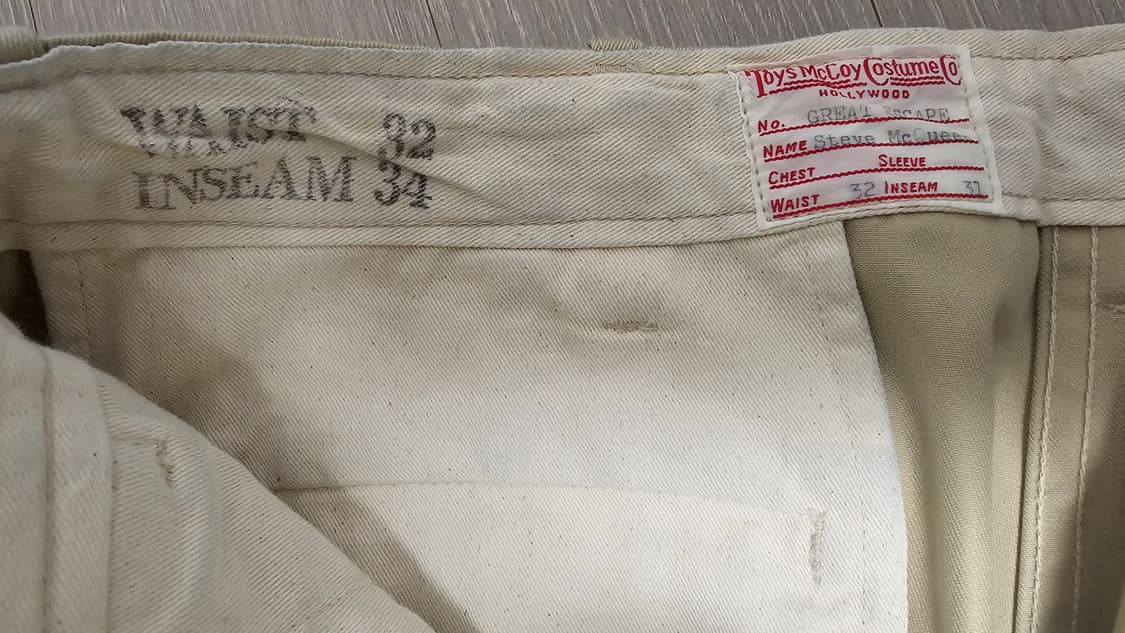 WAIST 32
INSEAM 34
Toys McCoy Costume Co
HOLLYWOOD
No. GREAT ESCAPE
NAME Steve McQuee
CHEST SLEEVE
WAIST 32 INSEAM 31